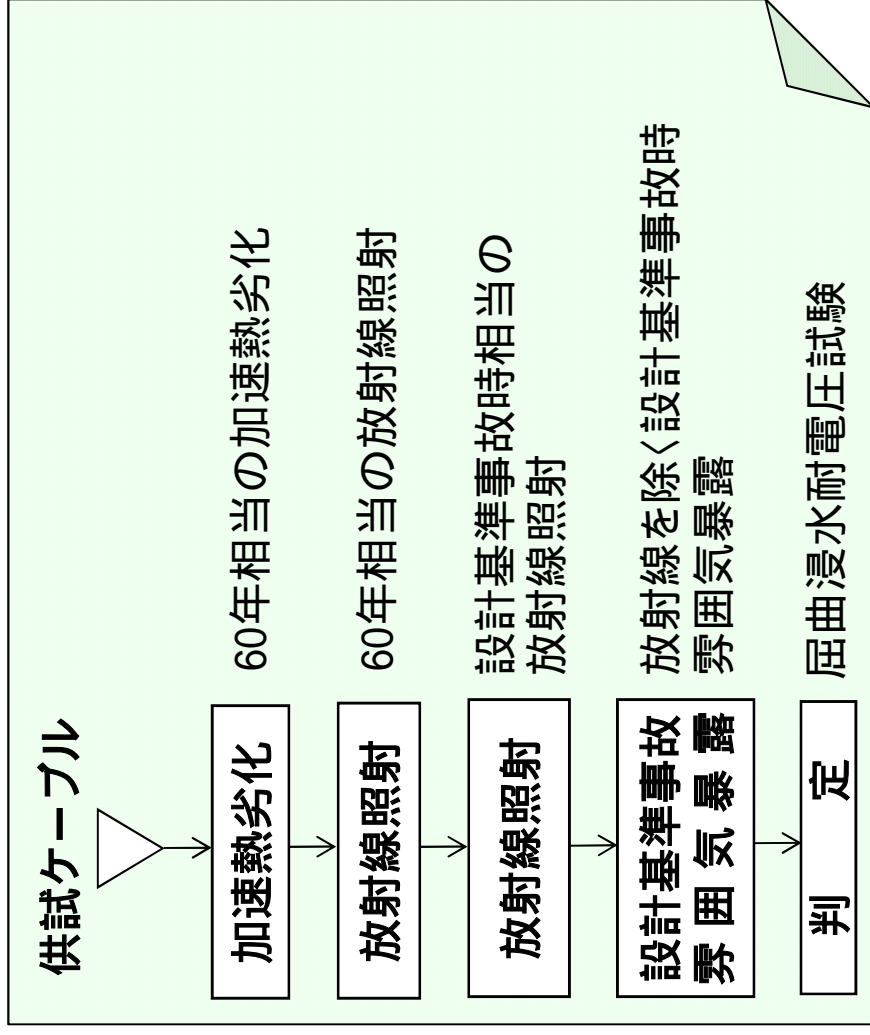 供試ケーブル
加速熱劣化
60年相当の加速熱劣化
放射線照射
60年相当の放射線照射
放射線照射
設計基準事故時相当の
放射線照射
設計基準事故
雰囲気暴露
放射線を除く設計基準事故時
雰囲気暴露
判定
屈曲浸水耐電圧試験